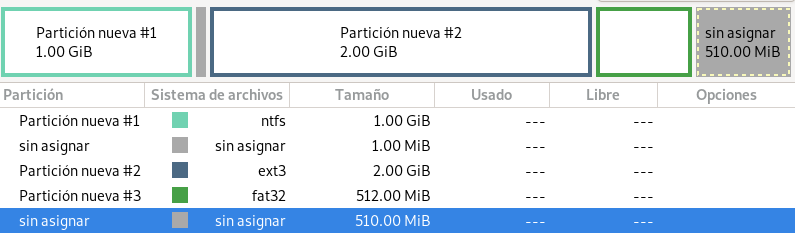 Partición nueva #1
1.00 GiB
Partición nueva #2
2.00 GiB
sin asignar
510.00 MiB
Partición Sistema de archivos Tamaño Usado Libre Opciones
Partición nueva #1 ntfs 1.00 GiB --- ---
sin asignar sin asignar 1.00 MiB --- ---
Partición nueva #2 ext3 2.00 GiB --- ---
Partición nueva #3 fat32 512.00 MiB --- ---
sin asignar sin asignar 510.00 MiB --- ---